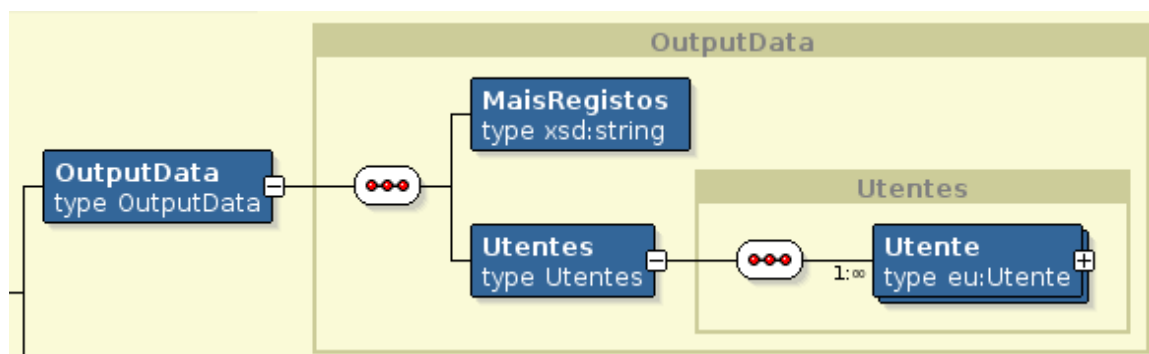 OutputData
MaisRegistos
type xsd:string
OutputData
type OutputData
Utentes
Utentes
type Utentes
1:∞
Utente
type eu:Utente